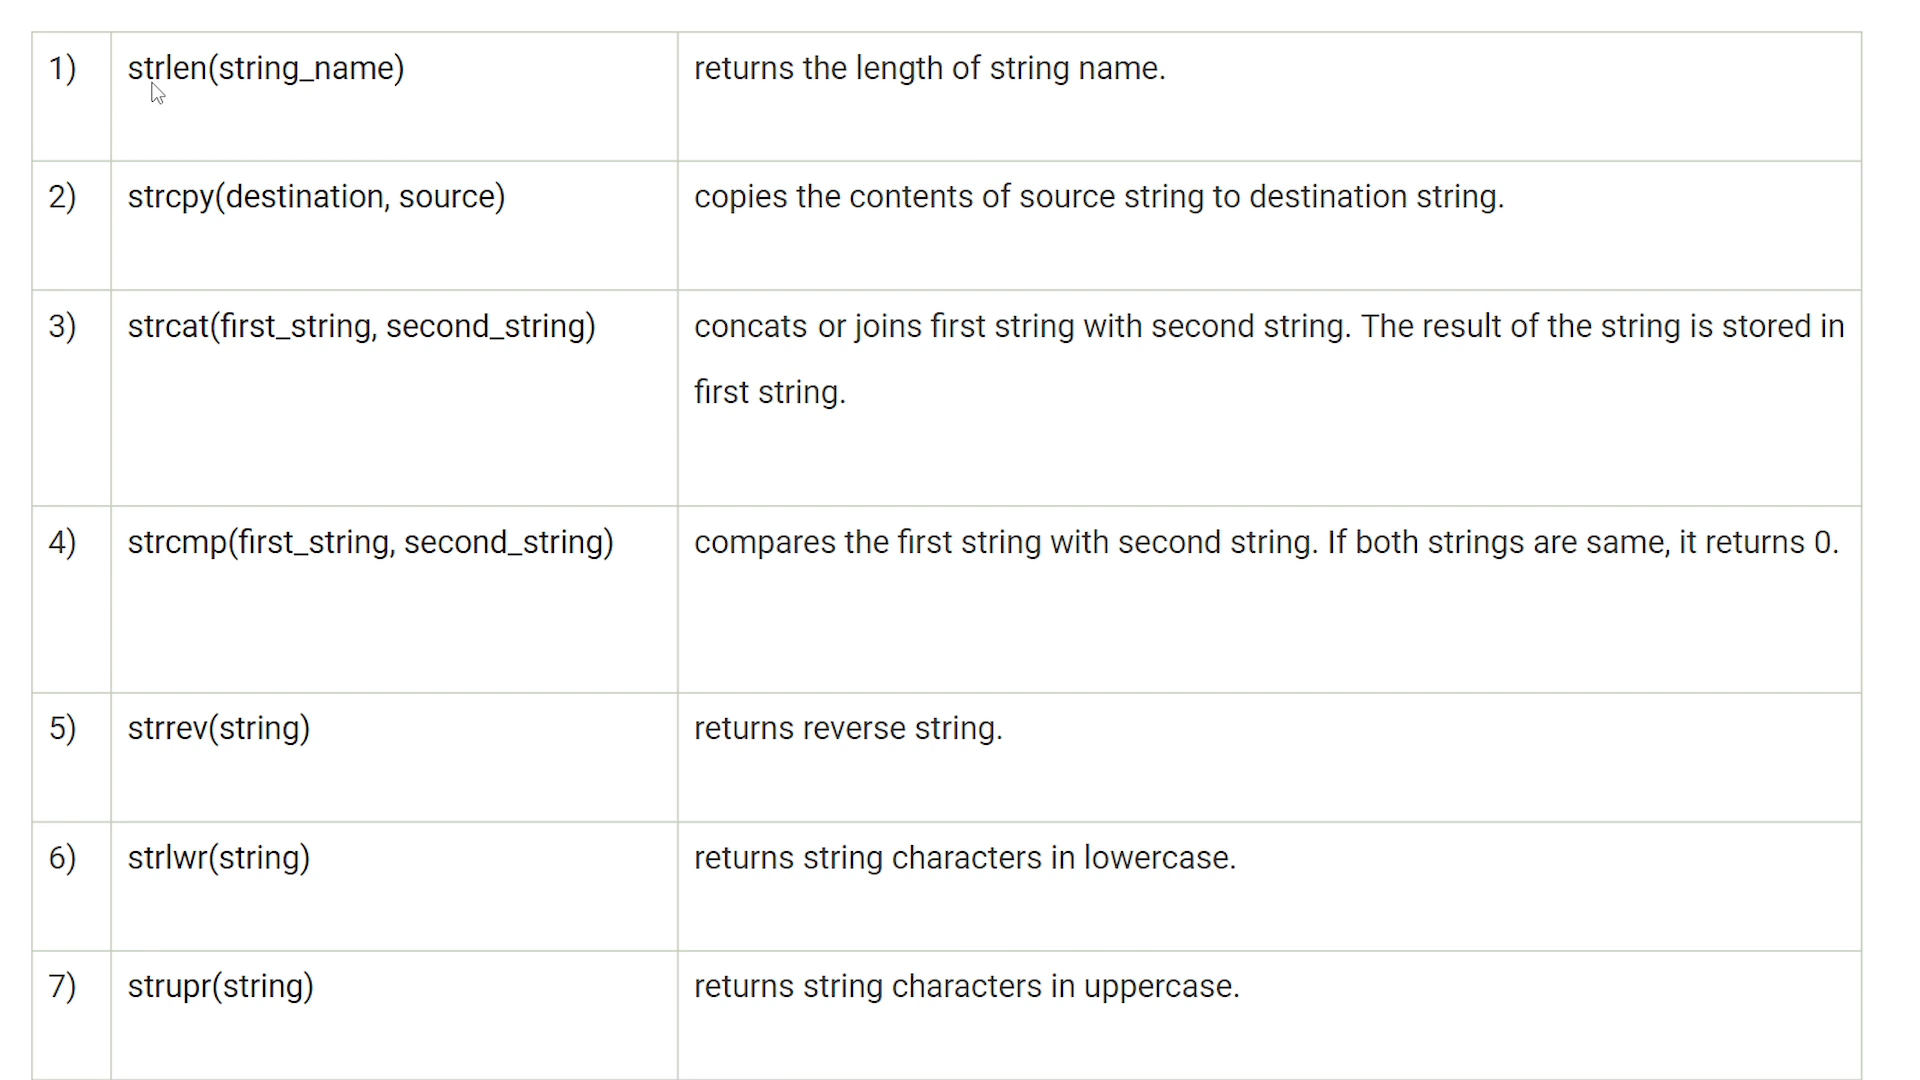 1) strlen(string_name) returns the length of string name.
2) strcpy(destination, source) copies the contents of source string to destination string.
3) strcat(first_string, second_string) concats or joins first string with second string. The result of the string is stored in
first string.
4) strcmp(first_string, second_string) compares the first string with second string. If both strings are same, it returns 0.
5) strrev(string) returns reverse string.
6) strlwr(string) returns string characters in lowercase.
7) strupr(string) returns string characters in uppercase.